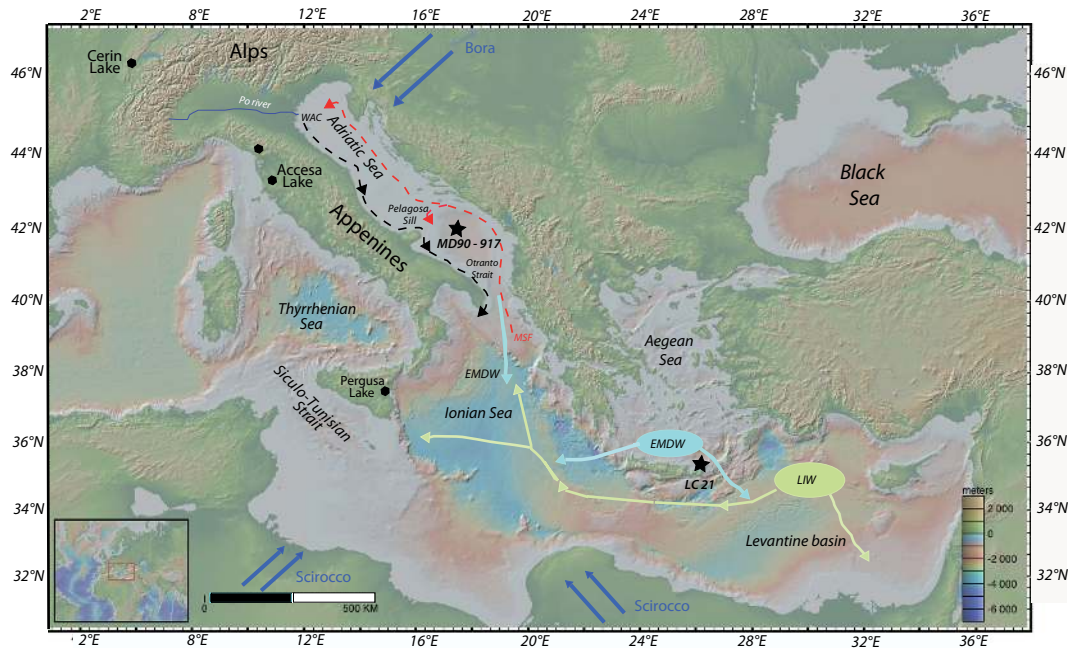 2°E 8°E 12°E 16°E 20°E 24°E 28°E 32°E 36°E
46°N
44°N
42°N
40°N
38°N
36°N
34°N
32°N
46°N
44°N
42°N
40°N
38°N
36°N
34°N
32°N
Cerin
Lake
Alps
Bora
Po river
WAC
Adriatic Sea
Accesa
Lake
Appenines
Pelagosa
Sill
MD90 - 917
Otranto
Strait
Black
Sea
Thyrrhenian
Sea
MSF
Aegean
Sea
EMDW
Pergusa
Lake
Siculo-Tunisian
Strait
Ionian Sea
EMDW
LC 21
LIW
Levantine basin
meters
2 000
0
-2 000
-4 000
-6 000
Scirocco
0 500 KM
Scirocco
2°E 8°E 12°E 16°E 20°E 24°E 28°E 32°E 36°E